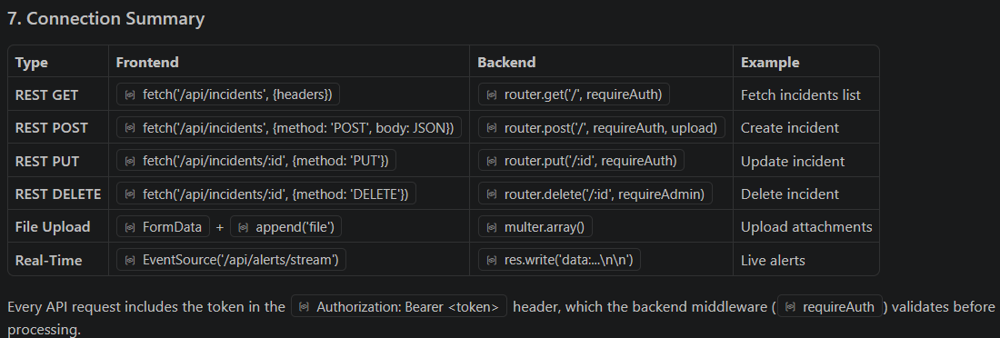 7. Connection Summary
Type Frontend Backend Example
REST GET fetch('/api/incidents', {headers}) router.get('/', requireAuth) Fetch incidents list
REST POST fetch('/api/incidents', {method: 'POST', body: JSON}) router.post('/', requireAuth, upload) Create incident
REST PUT fetch('/api/incidents/:id', {method: 'PUT'}) router.put('/:id', requireAuth) Update incident
REST DELETE fetch('/api/incidents/:id', {method: 'DELETE'}) router.delete('/:id', requireAdmin) Delete incident
File Upload FormData + append('file') multer.array() Upload attachments
Real-Time EventSource('/api/alerts/stream') res.write('data:...\n\n') Live alerts
Every API request includes the token in the Authorization: Bearer <token> header, which the backend middleware ( requireAuth ) validates before
processing.